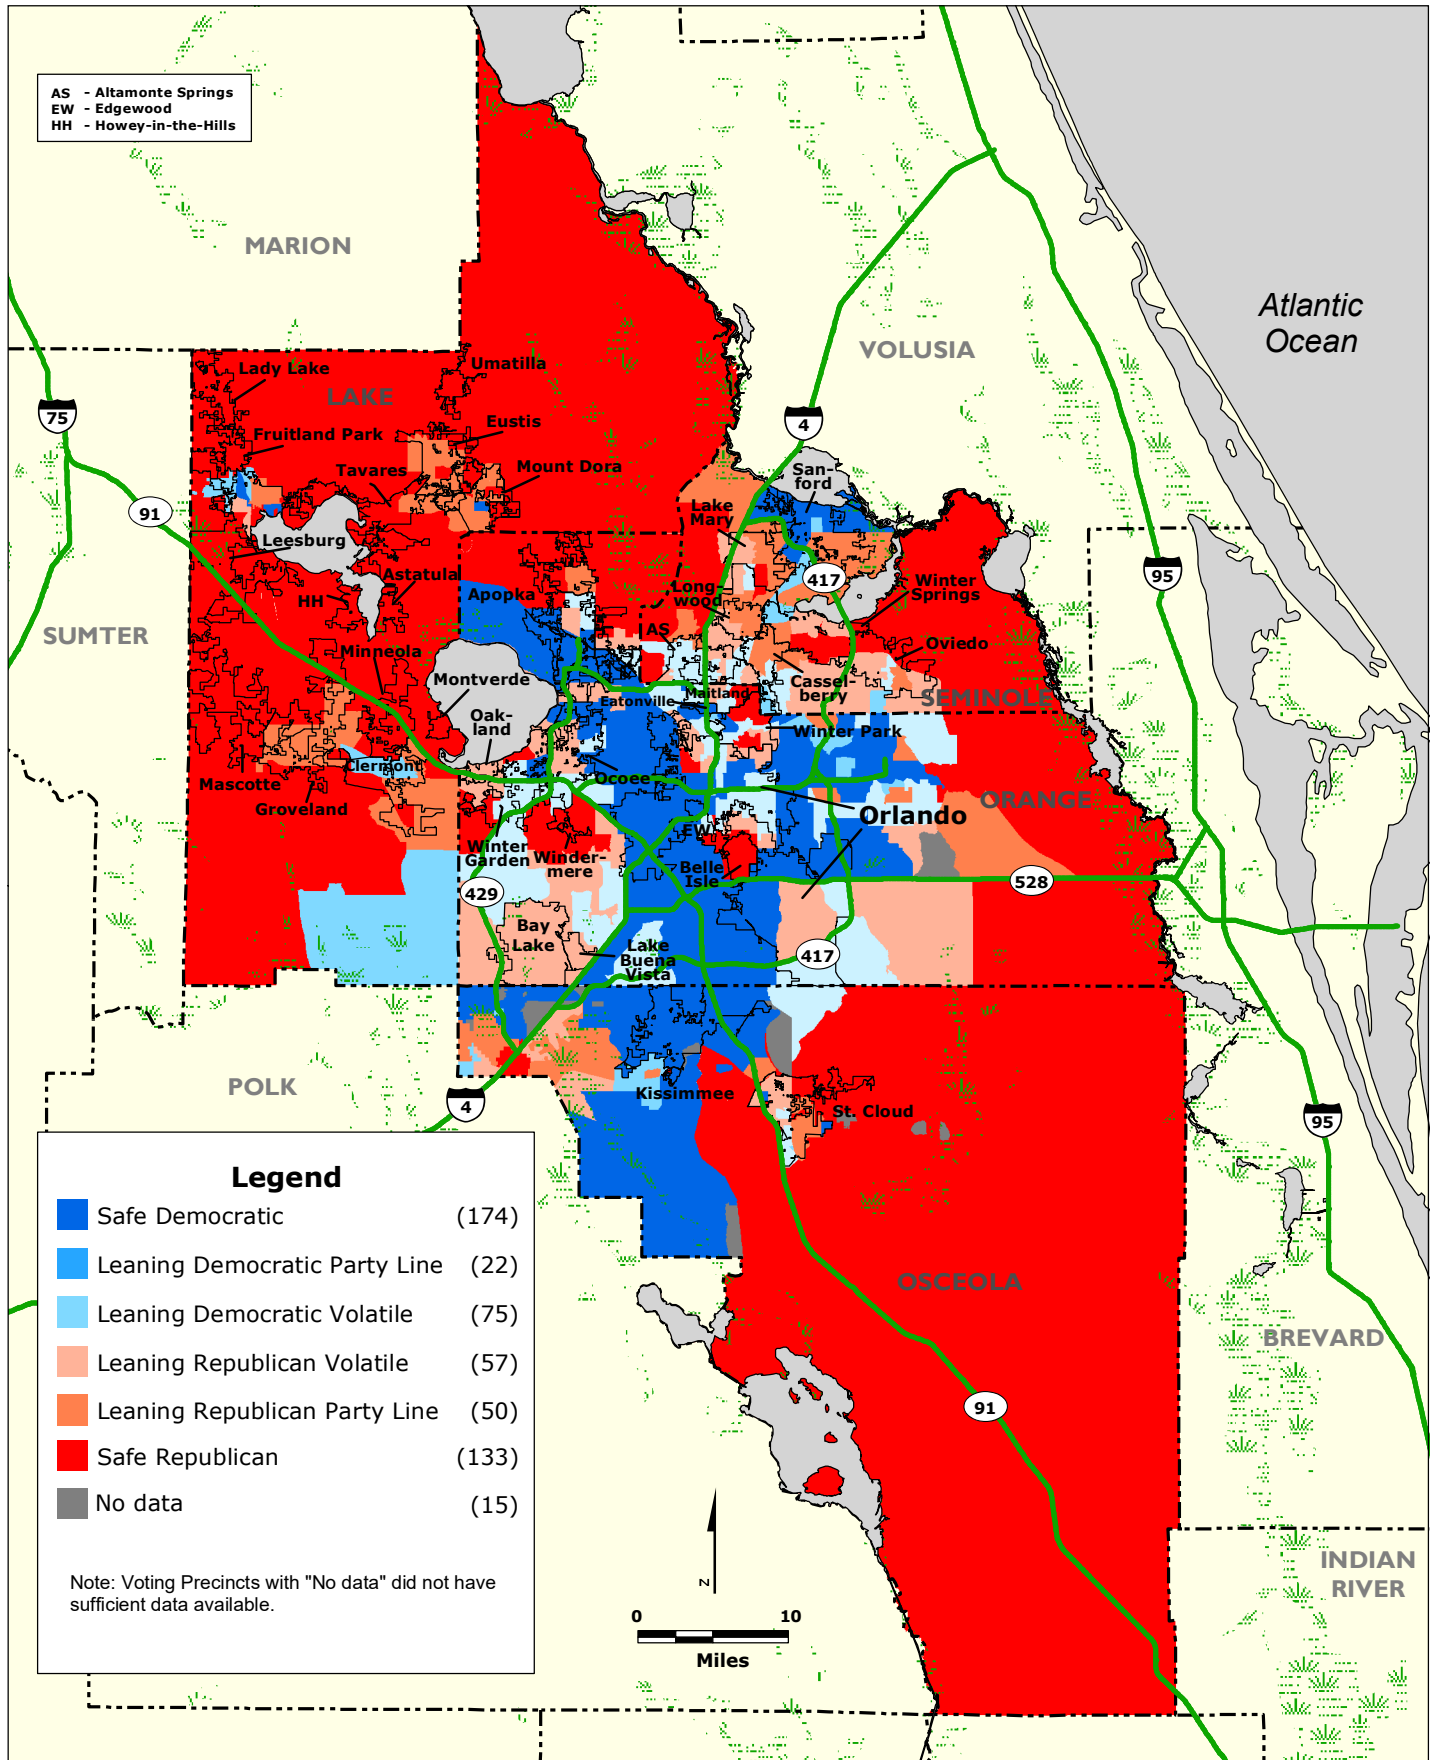 AS - Altamonte Springs
EW - Edgewood
HH - Howey-in-the-Hills
MARION
Atlantic
Ocean
VOLUSIA
Umatilla
Lady Lake
LAKE
75
4
Eustis
Fruitland Park
San-
ford
Tavares
Mount Dora
91
Lake
Mary
Leesburg
95
Astatula
417
Winter
Springs
Apopka
Long-
wood
HH
SUMTER
AS
Oviedo
Minneola
Montverde
Cassel-
berry
Maitland
SEMINOLE
Eatonville
Oak-
land
Winter Park
Clermont
Ocoee
Mascotte
ORANGE
Groveland
Orlando
EW
Winter
Garden
Winder-
mere
Belle
Isle
528
429
Bay
Lake
Lake
Buena
Vista
417
POLK
Kissimmee
4
St. Cloud
95
Legend
Safe Democratic (174)
Leaning Democratic Party Line (22)
Leaning Democratic Volatile (75)
Leaning Republican Volatile (57)
Leaning Republican Party Line (50)
Safe Republican (133)
No data (15)
Note: Voting Precincts with "No data" did not have
sufficient data available.
OSCEOLA
BREVARD
91
INDIAN
RIVER
N
0 10
Miles